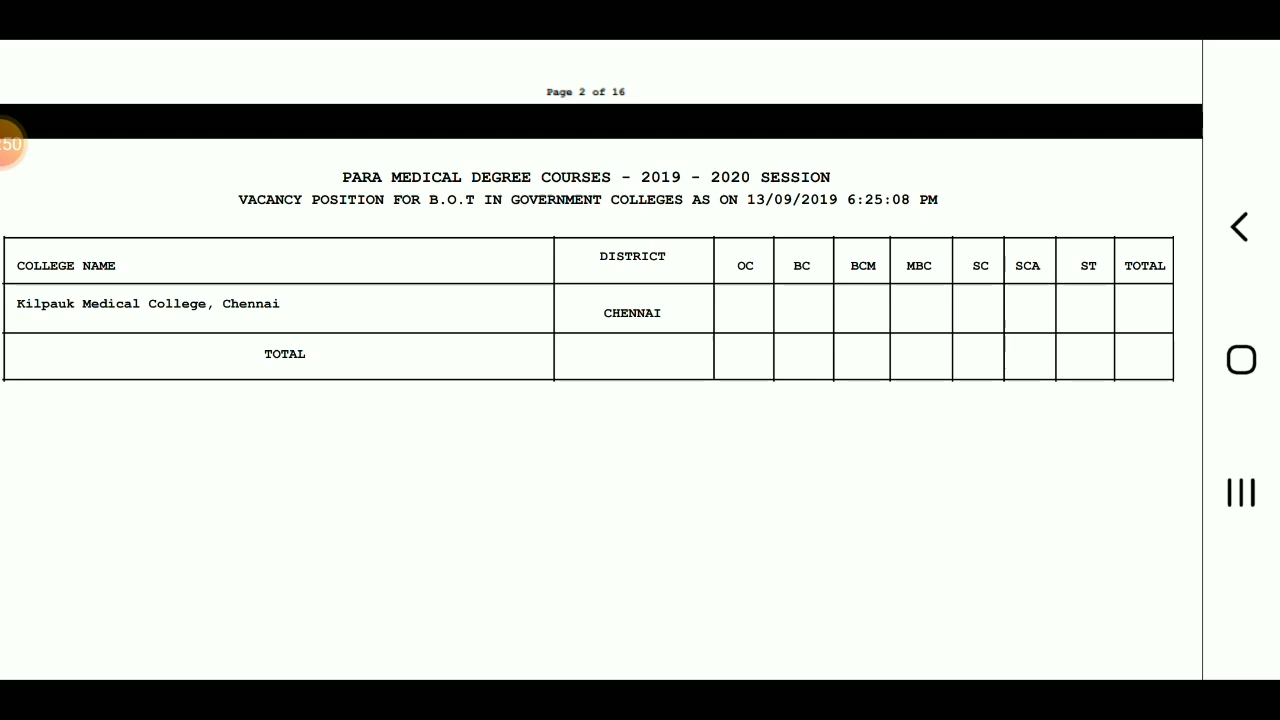 Page 2 of 16
50
PARA MEDICAL DEGREE COURSES - 2019 - 2020 SESSION
VACANCY POSITION FOR B.O.T IN GOVERNMENT COLLEGES AS ON 13/09/2019 6:25:08 PM
COLLEGE NAME DISTRICT OC BC BCM MBC SC SCA ST TOTAL
Kilpauk Medical College, Chennai CHENNAI
TOTAL